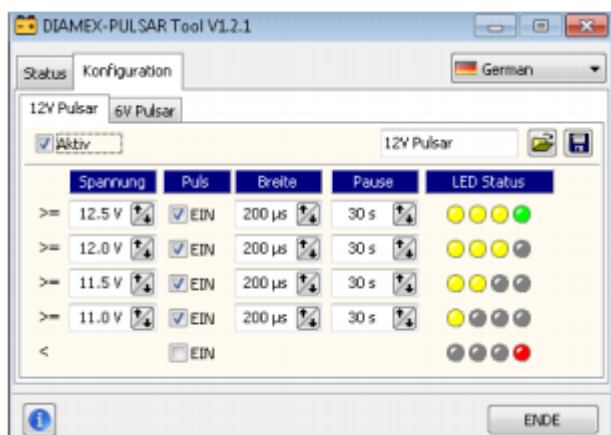 DIAMEX-PULSAR Tool V1.2.1
Status Konfiguration German
12V Pulsar 6V Pulsar
Aktiv 12V Pulsar
Spannung Puls Breite Pause LED Status
>= 12.5 V EIN 200 µs 30 s
>= 12.0 V EIN 200 µs 30 s
>= 11.5 V EIN 200 µs 30 s
>= 11.0 V EIN 200 µs 30 s
< EIN
ENDE